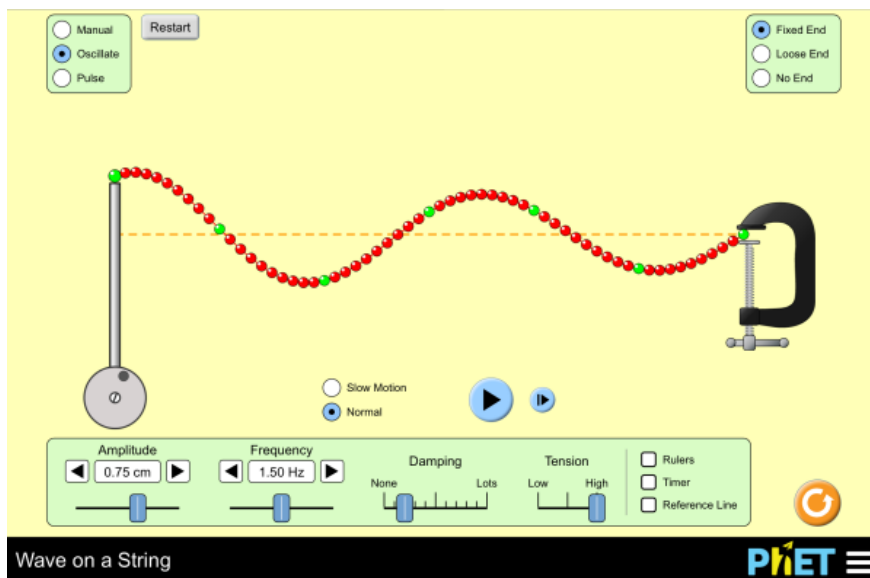 Manual
Restart
Oscillate
Pulse
Fixed End
Loose End
No End
Slow Motion
Normal
Amplitude
0.75 cm
Frequency
1.50 Hz
Damping
None
Lots
Tension
Low
High
Rulers
Timer
Reference Line
Wave on a String
PhET